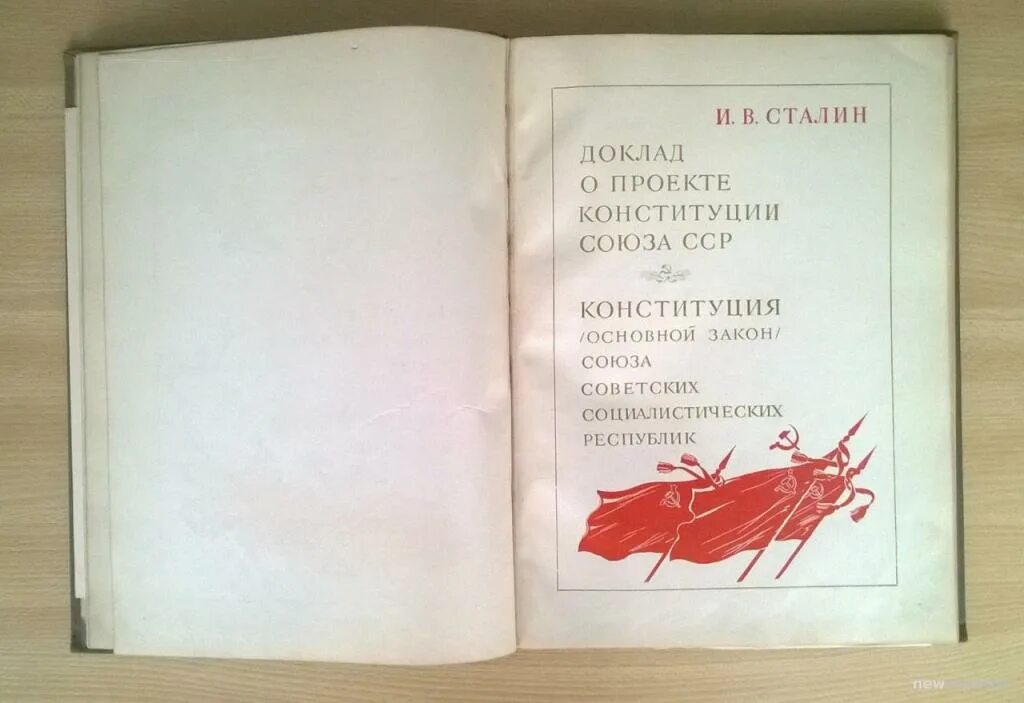 И. В. СТАЛИН
ДОКЛАД
О ПРОЕКТЕ
КОНСТИТУЦИИ
СОЮЗА ССР
КОНСТИТУЦИЯ
/ОСНОВНОЙ ЗАКОН/
СОЮЗА
СОВЕТСКИХ
СОЦИАЛИСТИЧЕСКИХ
РЕСПУБЛИК
new